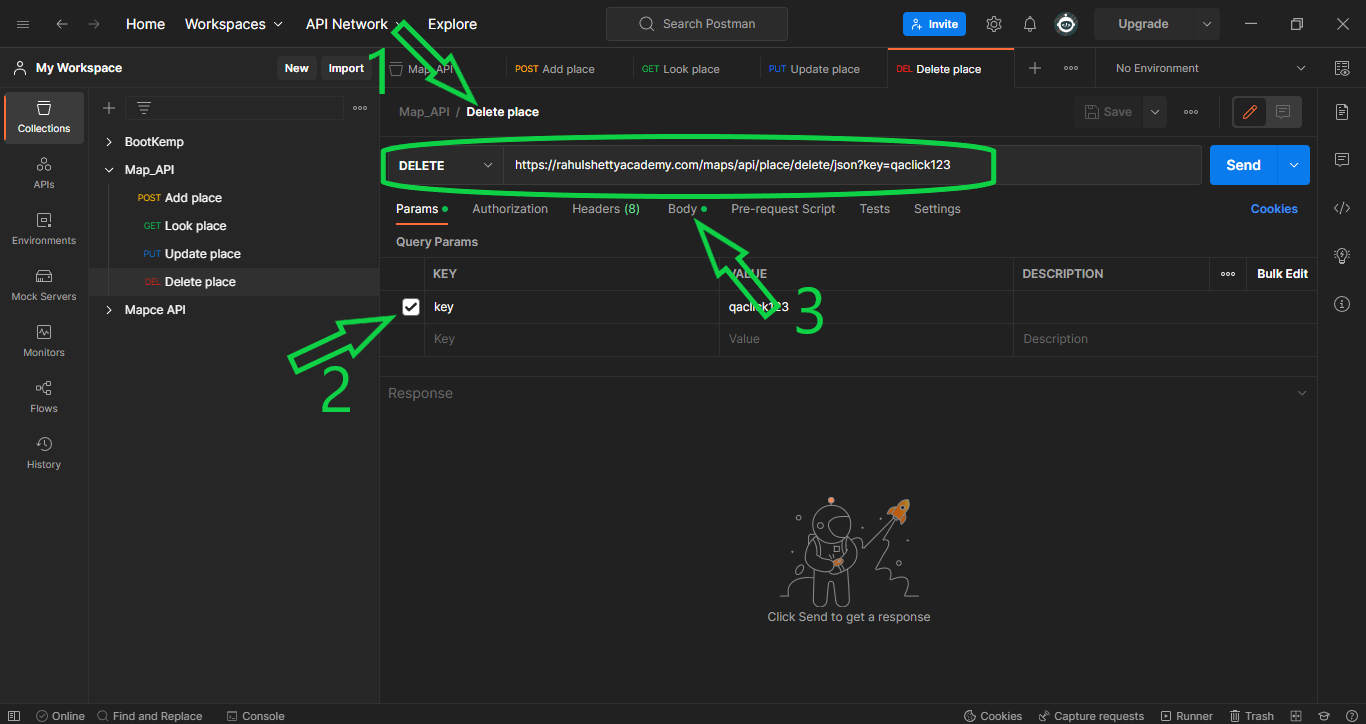 Home Workspaces API Network Explore Search Postman Invite Upgrade
My Workspace New Import Map_API POST Add place GET Look place PUT Update place DEL Delete place No Environment
1
Map_API / Delete place Save
Collections
BootKemp
Map_API
POST Add place
GET Look place
PUT Update place
DEL Delete place
Mapce API
APIs
Environments
Mock Servers
Monitors
Flows
History
DELETE https://rahulshettyacademy.com/maps/api/place/delete/json?key=qaclick123 Send
Params Authorization Headers (8) Body Pre-request Script Tests Settings Cookies
Query Params
KEY VALUE DESCRIPTION Bulk Edit
key qaclick123
3
Key Value Description
2
Response
Click Send to get a response
Online Find and Replace Console Cookies Capture requests Runner Trash